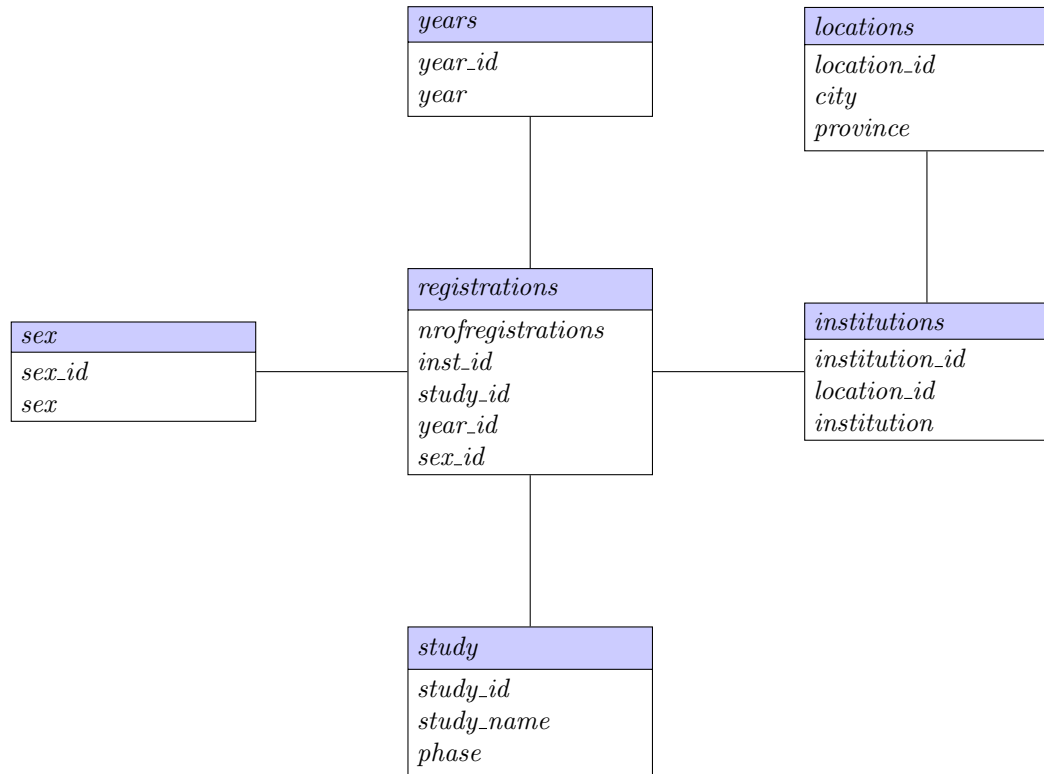 years
year_id
year
locations
location_id
city
province
registrations
nrofregistrations
inst_id
study_id
year_id
sex_id
sex
sex_id
sex
institutions
institution_id
location_id
institution
study
study_id
study_name
phase